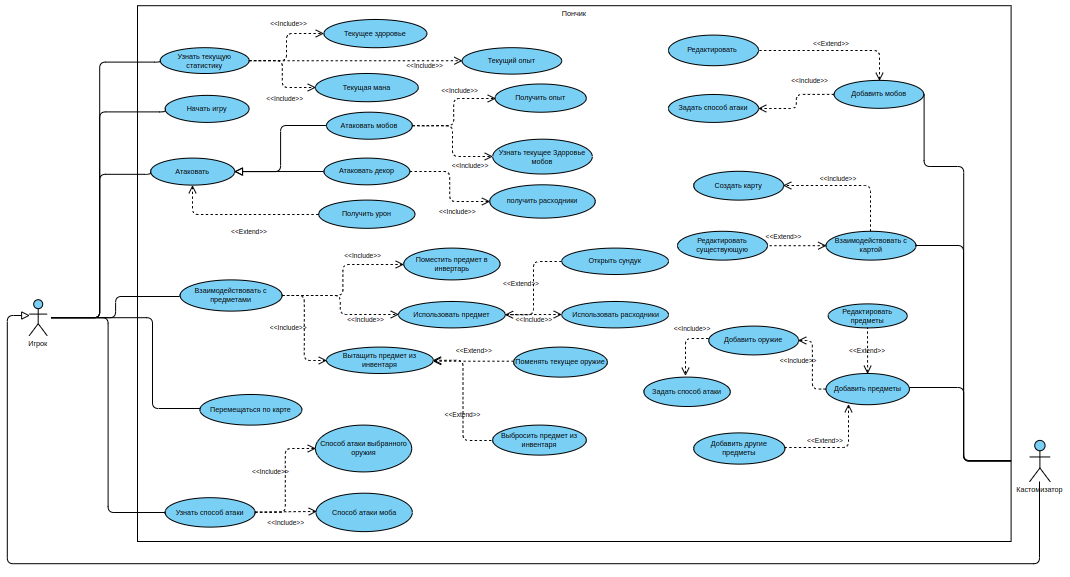 Пончик
<<Include>>
Текущее здоровье
Узнать текущую
статистику
<<Include>>
Текущий опыт
<<Include>>
Текущая мана
Начать игру
<<Include>>
Получить опыт
Атаковать мобов
<<Include>>
Узнать текущее Здоровье
мобов
Атаковать
Атаковать декор
<<Include>>
получить расходники
Получить урон
<<Extend>>
<<Include>>
Поместить предмет в
инвертарь
Открыть сундук
<<Extend>>
Взаимодействовать с
предметами
Использовать предмет
<<Include>>
<<Include>>
Использовать расходники
<<Include>>
Вытащить предмет из
инвентаря
<<Extend>>
Поменять текущее оружие
<<Extend>>
Выбросить предмет из
инвентаря
Игрок
Перемещаться по карте
Способ атаки выбранного
оружия
<<Include>>
Узнать способ атаки
<<Include>>
Способ атаки моба
Редактировать
<<Extend>>
<<Include>>
Добавить мобов
Задать способ атаки
Создать карту
<<Include>>
Редактировать
существующую
<<Extend>>
Взаимодействовать с
картой
Редактировать
предметы
<<Include>>
Добавить оружие
<<Extend>>
<<Include>>
Задать способ атаки
Добавить предметы
Добавить другие
предметы
<<Extend>>
Кастомизатор